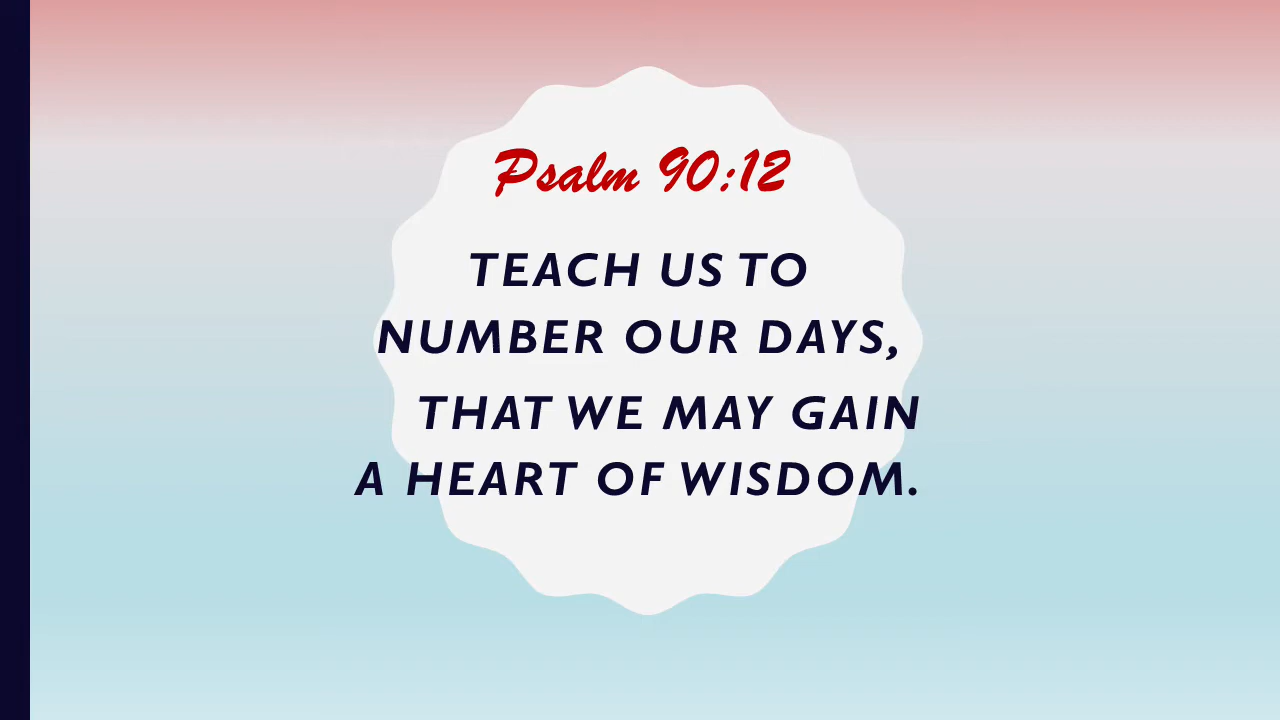 Psalm 90:12
TEACH US TO
NUMBER OUR DAYS,
THAT WE MAY GAIN
A HEART OF WISDOM.